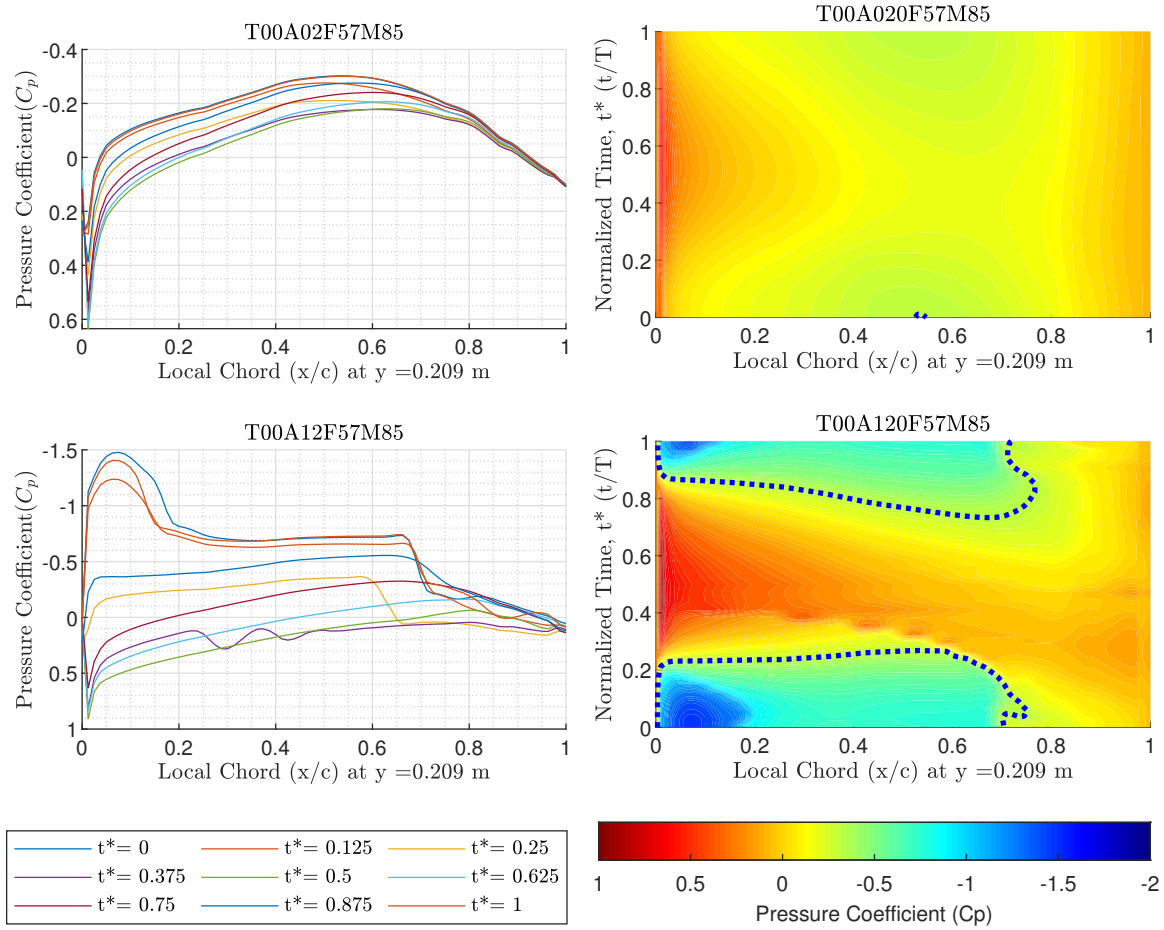 T00A02F57M85
Pressure Coefficient(Cp)
-0.4
-0.2
0
0.2
0.4
0.6
0 0.2 0.4 0.6 0.8 1
Local Chord (x/c) at y =0.209 m
T00A020F57M85
Normalized Time, t* (t/T)
1
0.8
0.6
0.4
0.2
0
0 0.2 0.4 0.6 0.8 1
Local Chord (x/c) at y =0.209 m
T00A12F57M85
Pressure Coefficient(Cp)
-1.5
-1
-0.5
0
0.5
1
0 0.2 0.4 0.6 0.8 1
Local Chord (x/c) at y =0.209 m
T00A120F57M85
Normalized Time, t* (t/T)
1
0.8
0.6
0.4
0.2
0
0 0.2 0.4 0.6 0.8 1
Local Chord (x/c) at y =0.209 m
t*= 0 t*= 0.125 t*= 0.25
t*= 0.375 t*= 0.5 t*= 0.625
t*= 0.75 t*= 0.875 t*= 1
1 0.5 0 -0.5 -1 -1.5 -2
Pressure Coefficient (Cp)